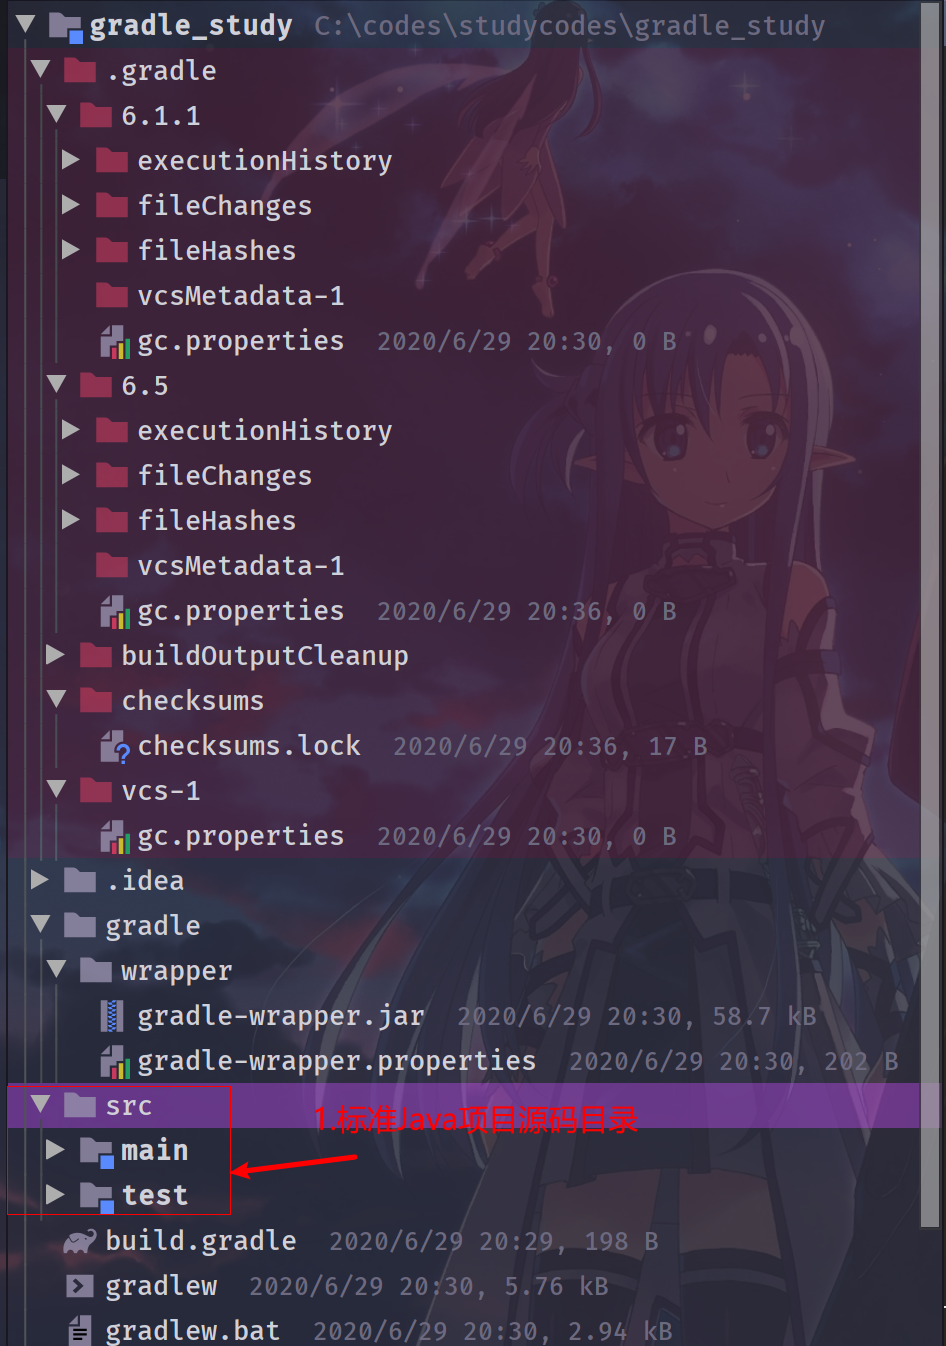 gradle_study C:\codes\studycodes\gradle_study
.gradle
6.1.1
executionHistory
fileChanges
fileHashes
vcsMetadata-1
gc.properties 2020/6/29 20:30, 0 B
6.5
executionHistory
fileChanges
fileHashes
vcsMetadata-1
gc.properties 2020/6/29 20:36, 0 B
buildOutputCleanup
checksums
checksums.lock 2020/6/29 20:36, 17 B
vcs-1
gc.properties 2020/6/29 20:30, 0 B
.idea
gradle
wrapper
gradle-wrapper.jar 2020/6/29 20:30, 58.7 kB
gradle-wrapper.properties 2020/6/29 20:30, 202 B
src 1.标准Java项目源码目录
main
test
build.gradle 2020/6/29 20:29, 198 B
gradlew 2020/6/29 20:30, 5.76 kB
gradlew.bat 2020/6/29 20:30, 2.94 kB